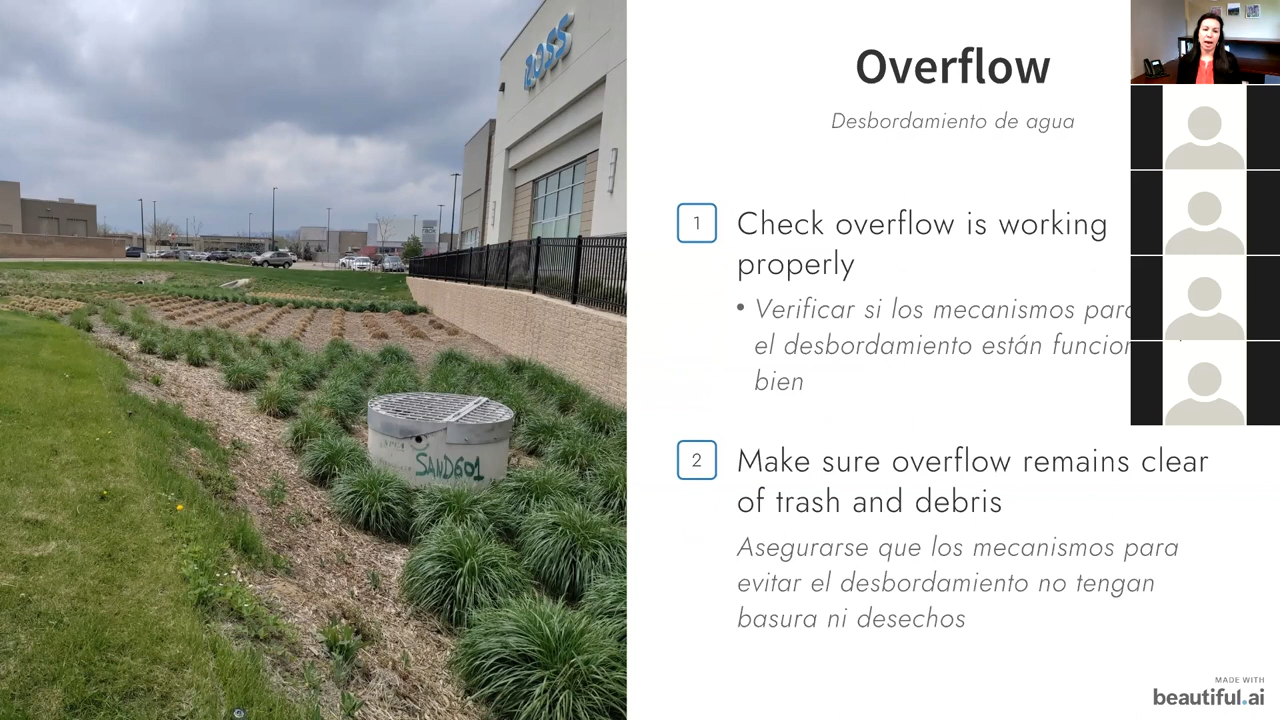 ROSS
SAND601
Overflow
Desbordamiento de agua
1
Check overflow is working
properly
• Verificar si los mecanismos para
el desbordamiento están
bien
2
Make sure overflow remains clear
of trash and debris
Asegurarse que los mecanismos para
evitar el desbordamiento no tengan
basura ni desechos
MADE WITH
beautiful.ai